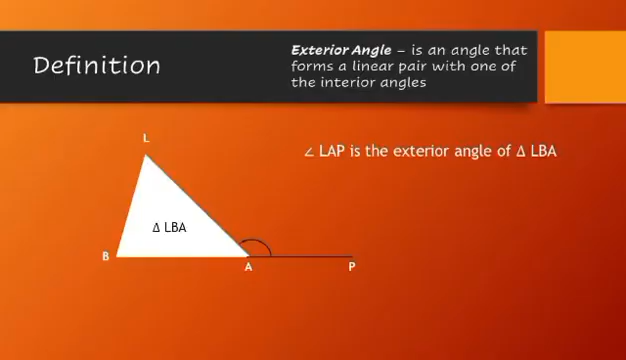 Definition
Exterior Angle – is an angle that
forms a linear pair with one of
the interior angles
L
∠ LAP is the exterior angle of Δ LBA
Δ LBA
B
A
P